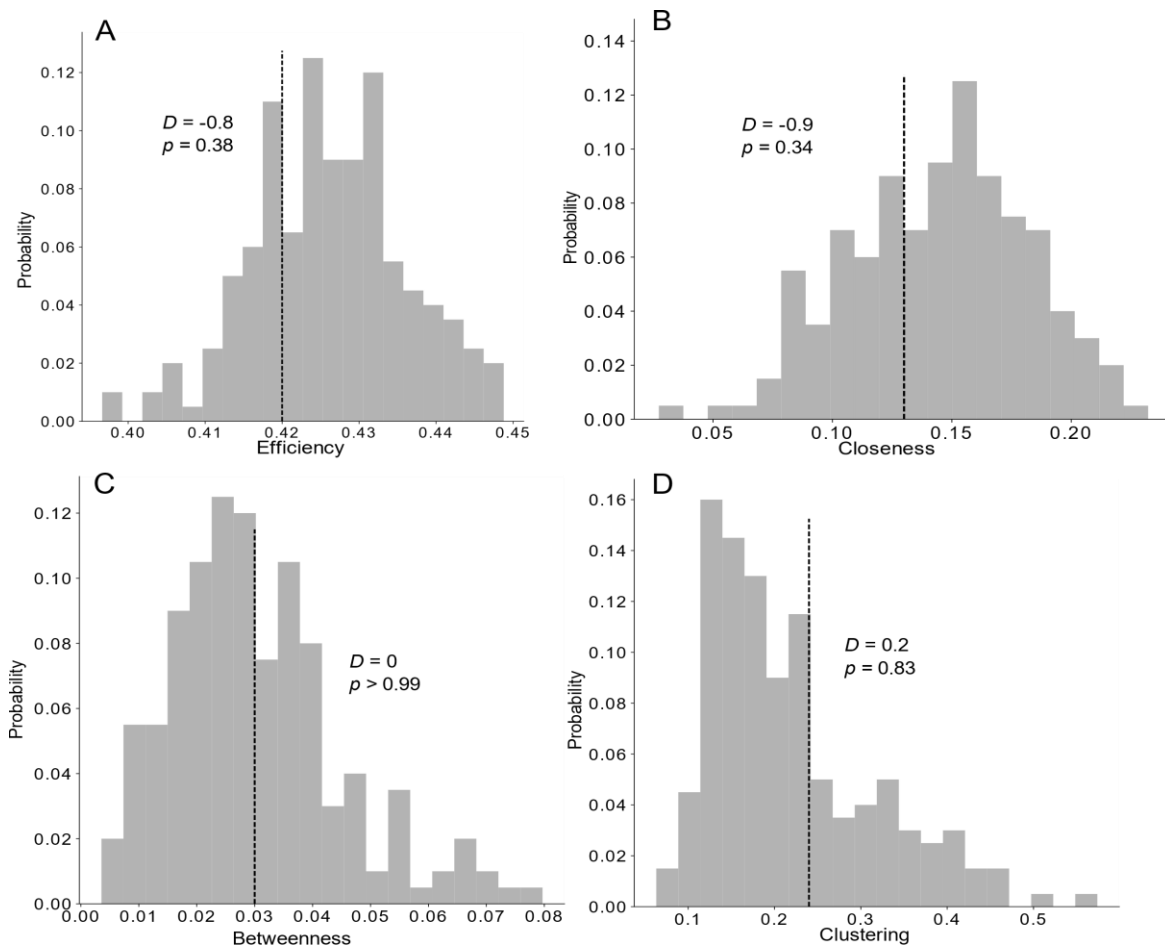 A
0.12
0.10
0.08
0.06
0.04
0.02
0.00
Probability
D = -0.8
p = 0.38
0.40 0.41 0.42 0.43 0.44 0.45
Efficiency
B
0.14
0.12
0.10
0.08
0.06
0.04
0.02
0.00
Probability
D = -0.9
p = 0.34
0.05 0.10 0.15 0.20
Closeness
C
0.12
0.10
0.08
0.06
0.04
0.02
0.00
Probability
D = 0
p > 0.99
0.00 0.01 0.02 0.03 0.04 0.05 0.06 0.07 0.08
Betweenness
D
0.16
0.14
0.12
0.10
0.08
0.06
0.04
0.02
0.00
Probability
D = 0.2
p = 0.83
0.1 0.2 0.3 0.4 0.5
Clustering